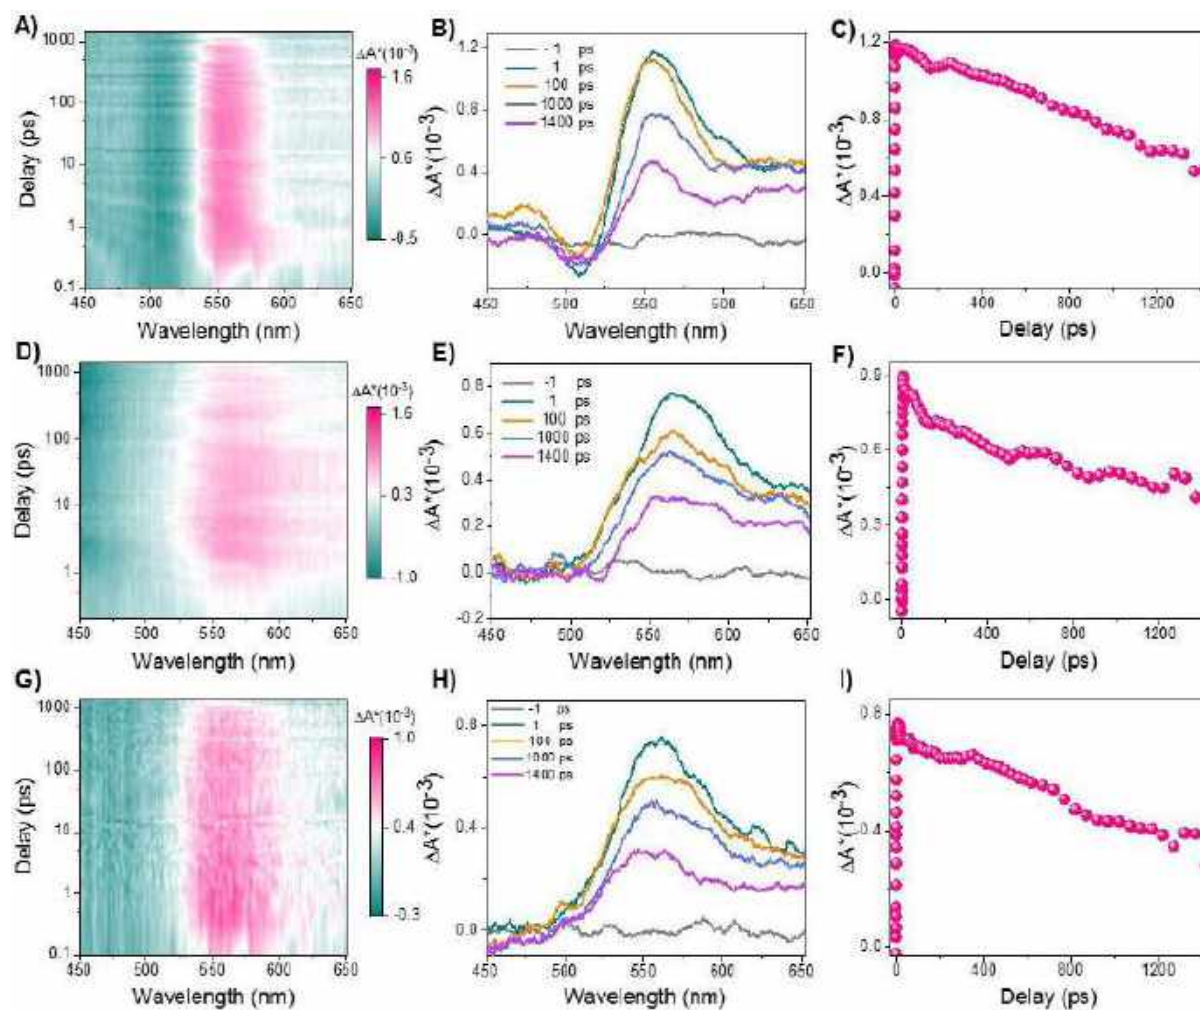 A)
1000
100
10
1
0.1
Delay (ps)
450 500 550 600 650
Wavelength (nm)
ΔA*(10⁻³)
1.6
0.6
-0.5
B)
1.2
0.8
0.4
0.0
ΔA*(10⁻³)
-1 ps
1 ps
100 ps
1000 ps
1400 ps
450 500 550 600 650
Wavelength (nm)
C)
1.2
0.8
0.4
0.0
ΔA*(10⁻³)
0 400 800 1200
Delay (ps)
D)
1000
100
10
1
Delay (ps)
450 500 550 600 650
Wavelength (nm)
ΔA*(10⁻³)
1.6
0.3
-1.0
E)
0.8
0.6
0.4
0.2
0.0
-0.2
ΔA*(10⁻³)
-1 ps
1 ps
100 ps
1000 ps
1400 ps
450 500 550 600 650
Wavelength (nm)
F)
0.9
0.6
0.3
0.0
ΔA*(10⁻³)
0 400 800 1200
Delay (ps)
G)
1000
100
10
1
0.1
Delay (ps)
450 500 550 600 650
Wavelength (nm)
ΔA*(10⁻³)
1.0
0.4
-0.3
H)
0.8
0.4
0.0
ΔA*(10⁻³)
-1 ps
1 ps
100 ps
1000 ps
1400 ps
450 500 550 600 650
Wavelength (nm)
I)
0.8
0.4
0.0
ΔA*(10⁻³)
0 400 800 1200
Delay (ps)